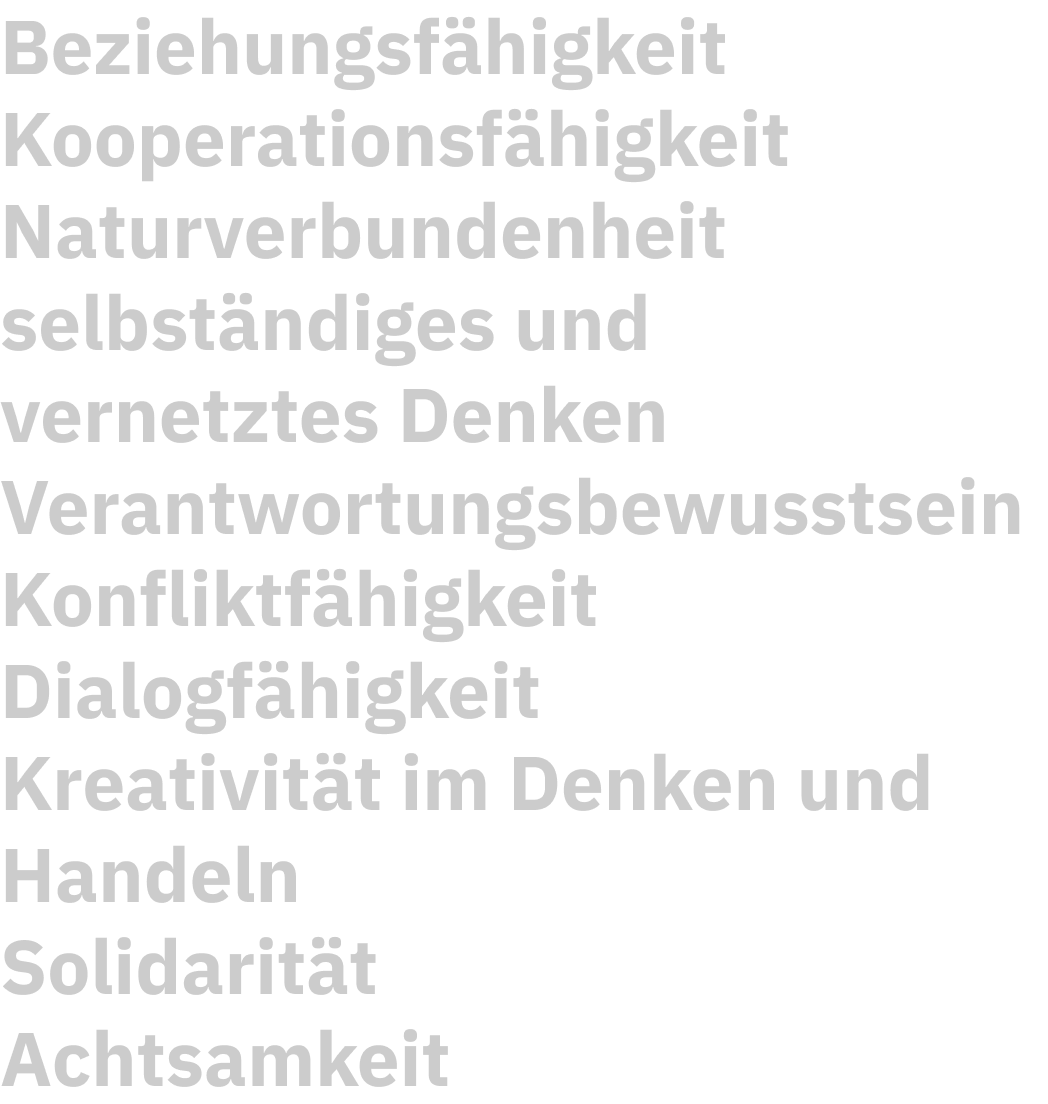 Beziehungsfähigkeit
Kooperationsfähigkeit
Naturverbundenheit
selbständiges und
vernetztes Denken
Verantwortungsbewusstsein
Konfliktfähigkeit
Dialogfähigkeit
Kreativität im Denken und
Handeln
Solidarität
Achtsamkeit